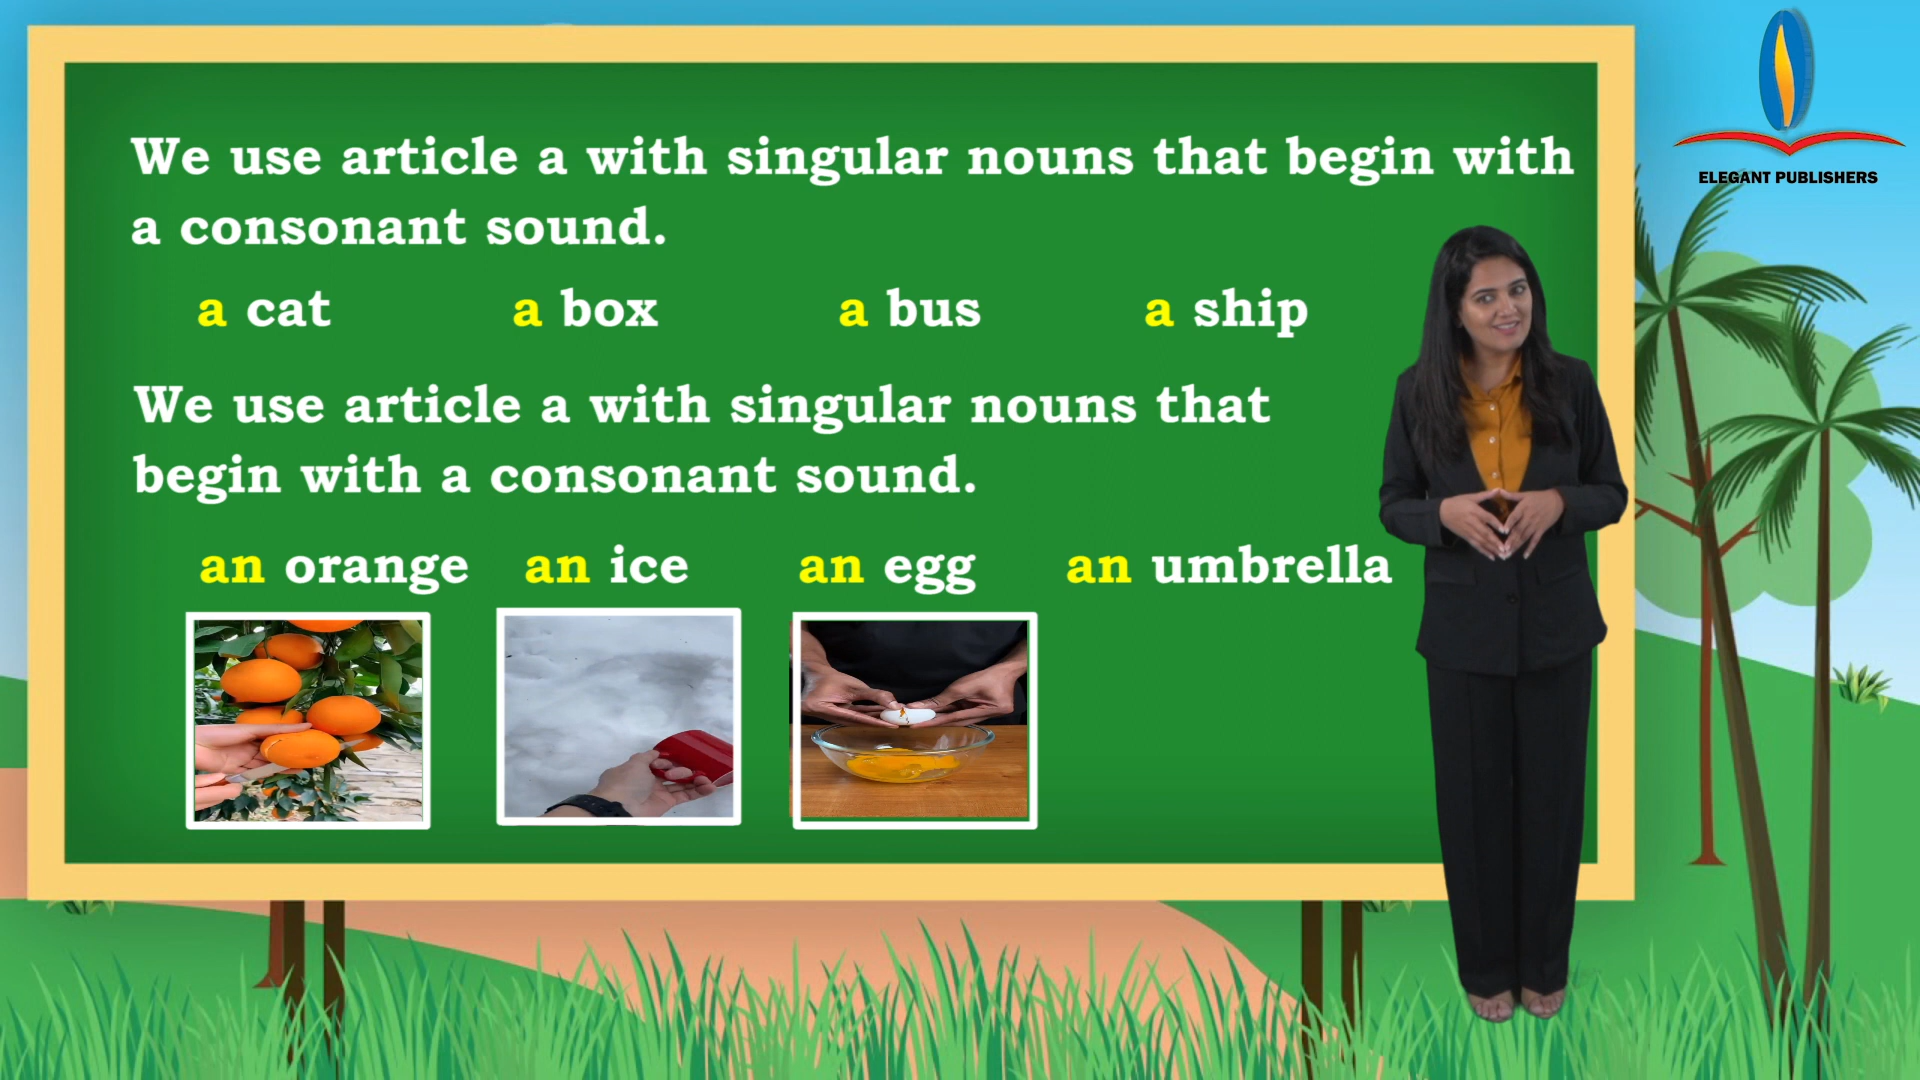 We use article a with singular nouns that begin with
a consonant sound.
a cat a box a bus a ship
We use article a with singular nouns that
begin with a consonant sound.
an orange an ice an egg an umbrella
ELEGANT PUBLISHERS